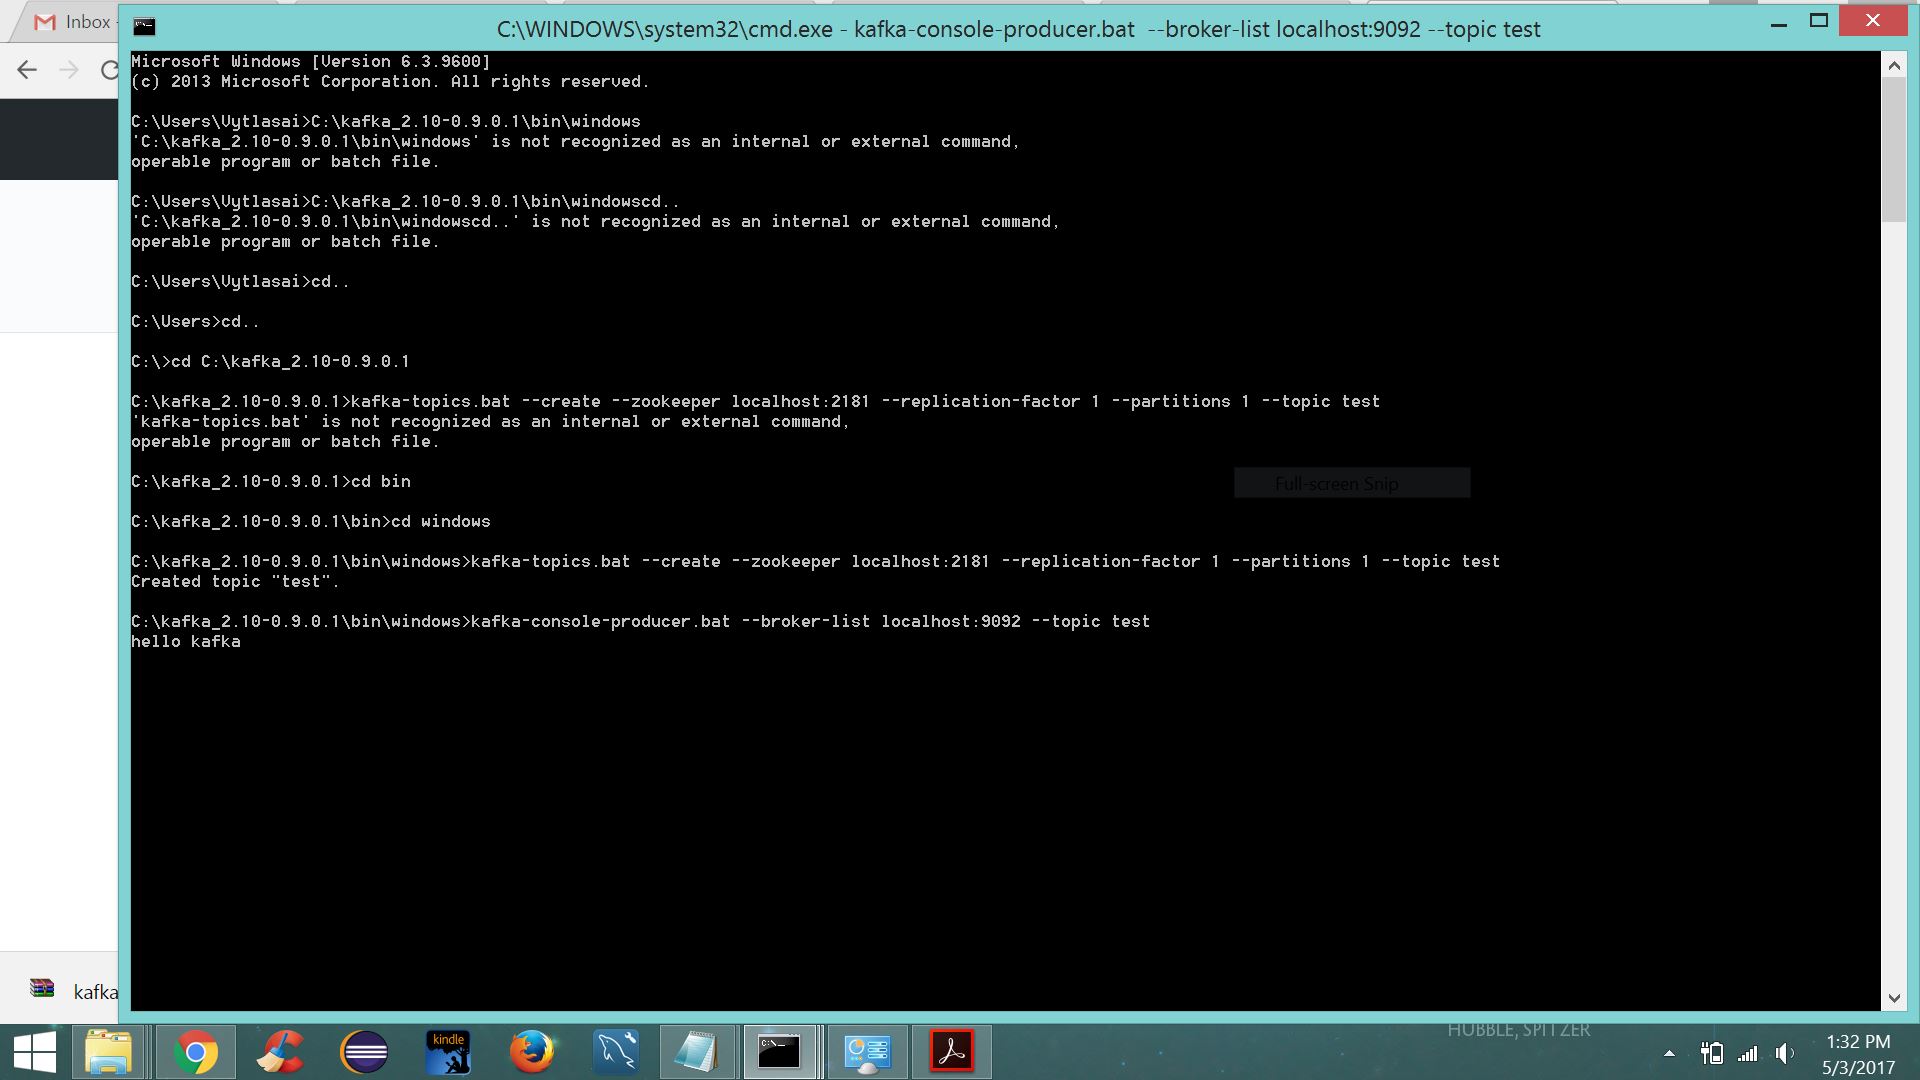 Inbox
C:\WINDOWS\system32\cmd.exe - kafka-console-producer.bat  --broker-list localhost:9092 --topic test
Microsoft Windows [Version 6.3.9600]
(c) 2013 Microsoft Corporation. All rights reserved.
C:\Users\Vytlasai>C:\kafka_2.10-0.9.0.1\bin\windows
'C:\kafka_2.10-0.9.0.1\bin\windows' is not recognized as an internal or external command,
operable program or batch file.
C:\Users\Vytlasai>C:\kafka_2.10-0.9.0.1\bin\windowscd..
'C:\kafka_2.10-0.9.0.1\bin\windowscd..' is not recognized as an internal or external command,
operable program or batch file.
C:\Users\Vytlasai>cd..
C:\Users>cd..
C:\>cd C:\kafka_2.10-0.9.0.1
C:\kafka_2.10-0.9.0.1>kafka-topics.bat --create --zookeeper localhost:2181 --replication-factor 1 --partitions 1 --topic test
'kafka-topics.bat' is not recognized as an internal or external command,
operable program or batch file.
C:\kafka_2.10-0.9.0.1>cd bin
Full-screen Snip
C:\kafka_2.10-0.9.0.1\bin>cd windows
C:\kafka_2.10-0.9.0.1\bin\windows>kafka-topics.bat --create --zookeeper localhost:2181 --replication-factor 1 --partitions 1 --topic test
Created topic "test".
C:\kafka_2.10-0.9.0.1\bin\windows>kafka-console-producer.bat --broker-list localhost:9092 --topic test
hello kafka
kafka
kindle
HUBBLE, SPITZER
1:32 PM
5/3/2017